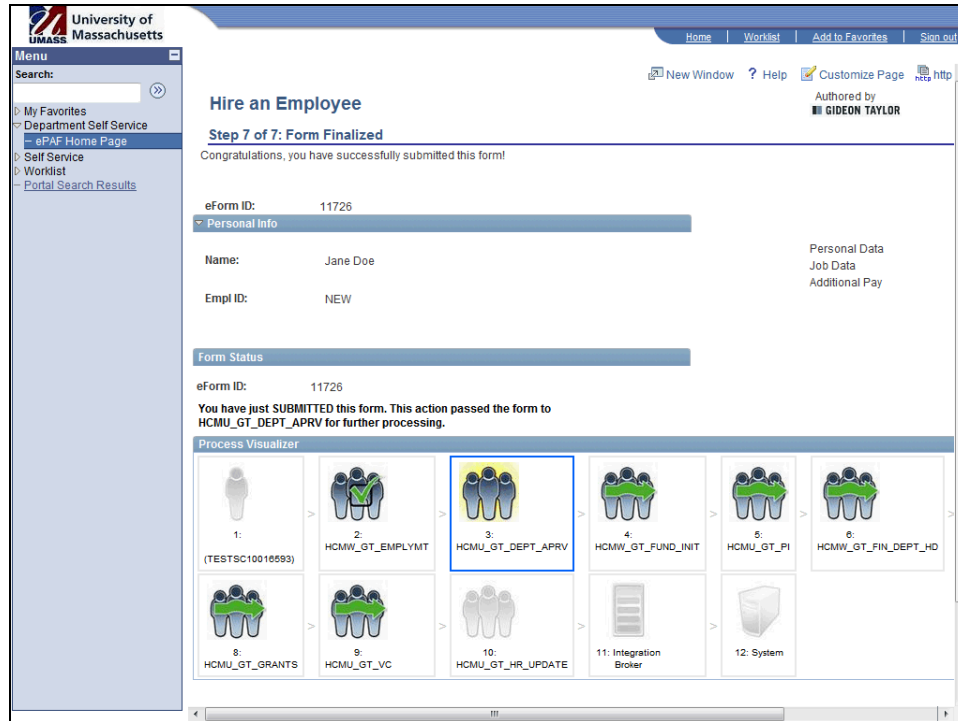 University of
Massachusetts
UMASS
Home | Worklist | Add to Favorites | Sign out
Menu
Search:
My Favorites
Department Self Service
ePAF Home Page
Self Service
Worklist
Portal Search Results
New Window ? Help Customize Page http
Authored by
GIDEON TAYLOR
Hire an Employee
Step 7 of 7: Form Finalized
Congratulations, you have successfully submitted this form!
eForm ID: 11726
Personal Info
Name: Jane Doe
Empl ID: NEW
Personal Data
Job Data
Additional Pay
Form Status
eForm ID: 11726
You have just SUBMITTED this form. This action passed the form to
HCMU_GT_DEPT_APRV for further processing.
Process Visualizer
1:
(TESTSC10016593)
2:
HCMW_GT_EMPLYMT
3:
HCMU_GT_DEPT_APRV
4:
HCMW_GT_FUND_INIT
5:
HCMU_GT_PI
6:
HCMW_GT_FIN_DEPT_HD
8:
HCMU_GT_GRANTS
9:
HCMU_GT_VC
10:
HCMU_GT_HR_UPDATE
11: Integration
Broker
12: System